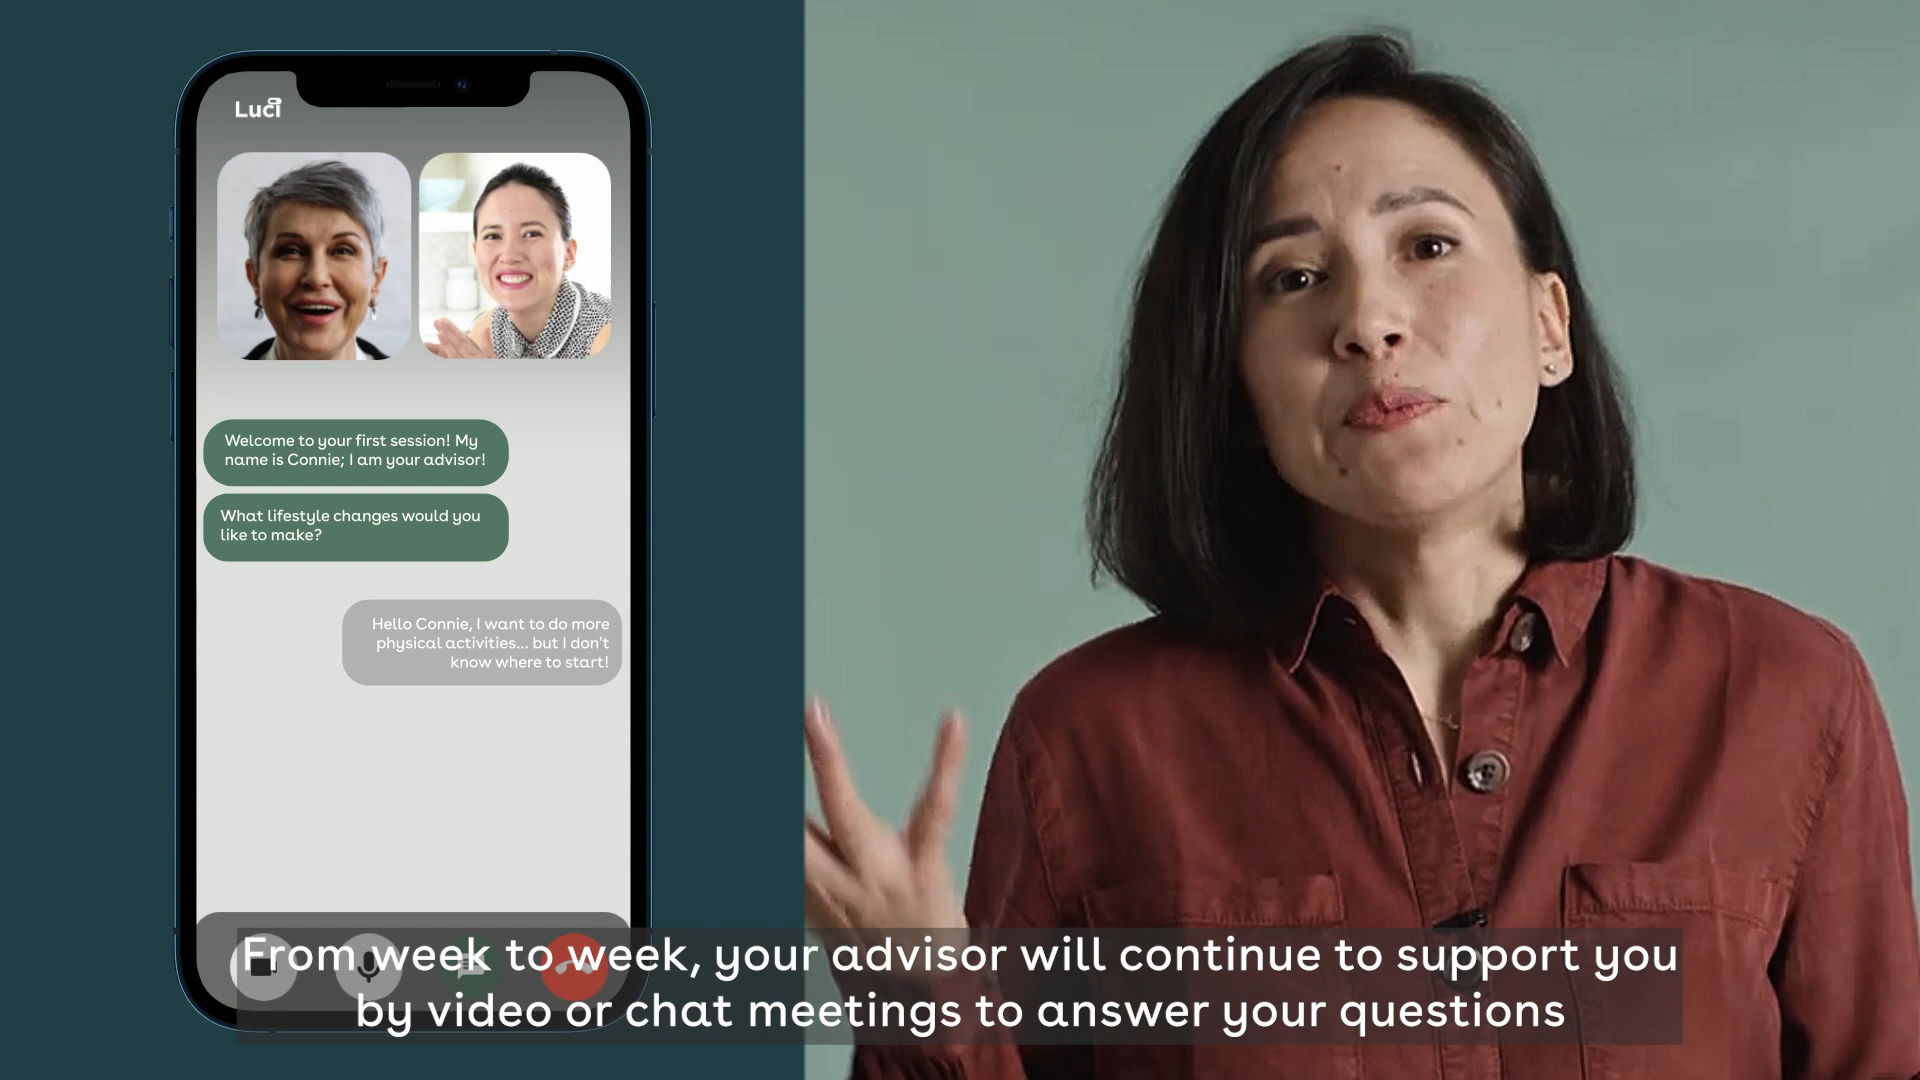 Luci
Welcome to your first session! My
name is Connie; I am your advisor!
What lifestyle changes would you
like to make?
Hello Connie, I want to do more
physical activities... but I don't
know where to start!
From week to week, your advisor will continue to support you
by video or chat meetings to answer your questions